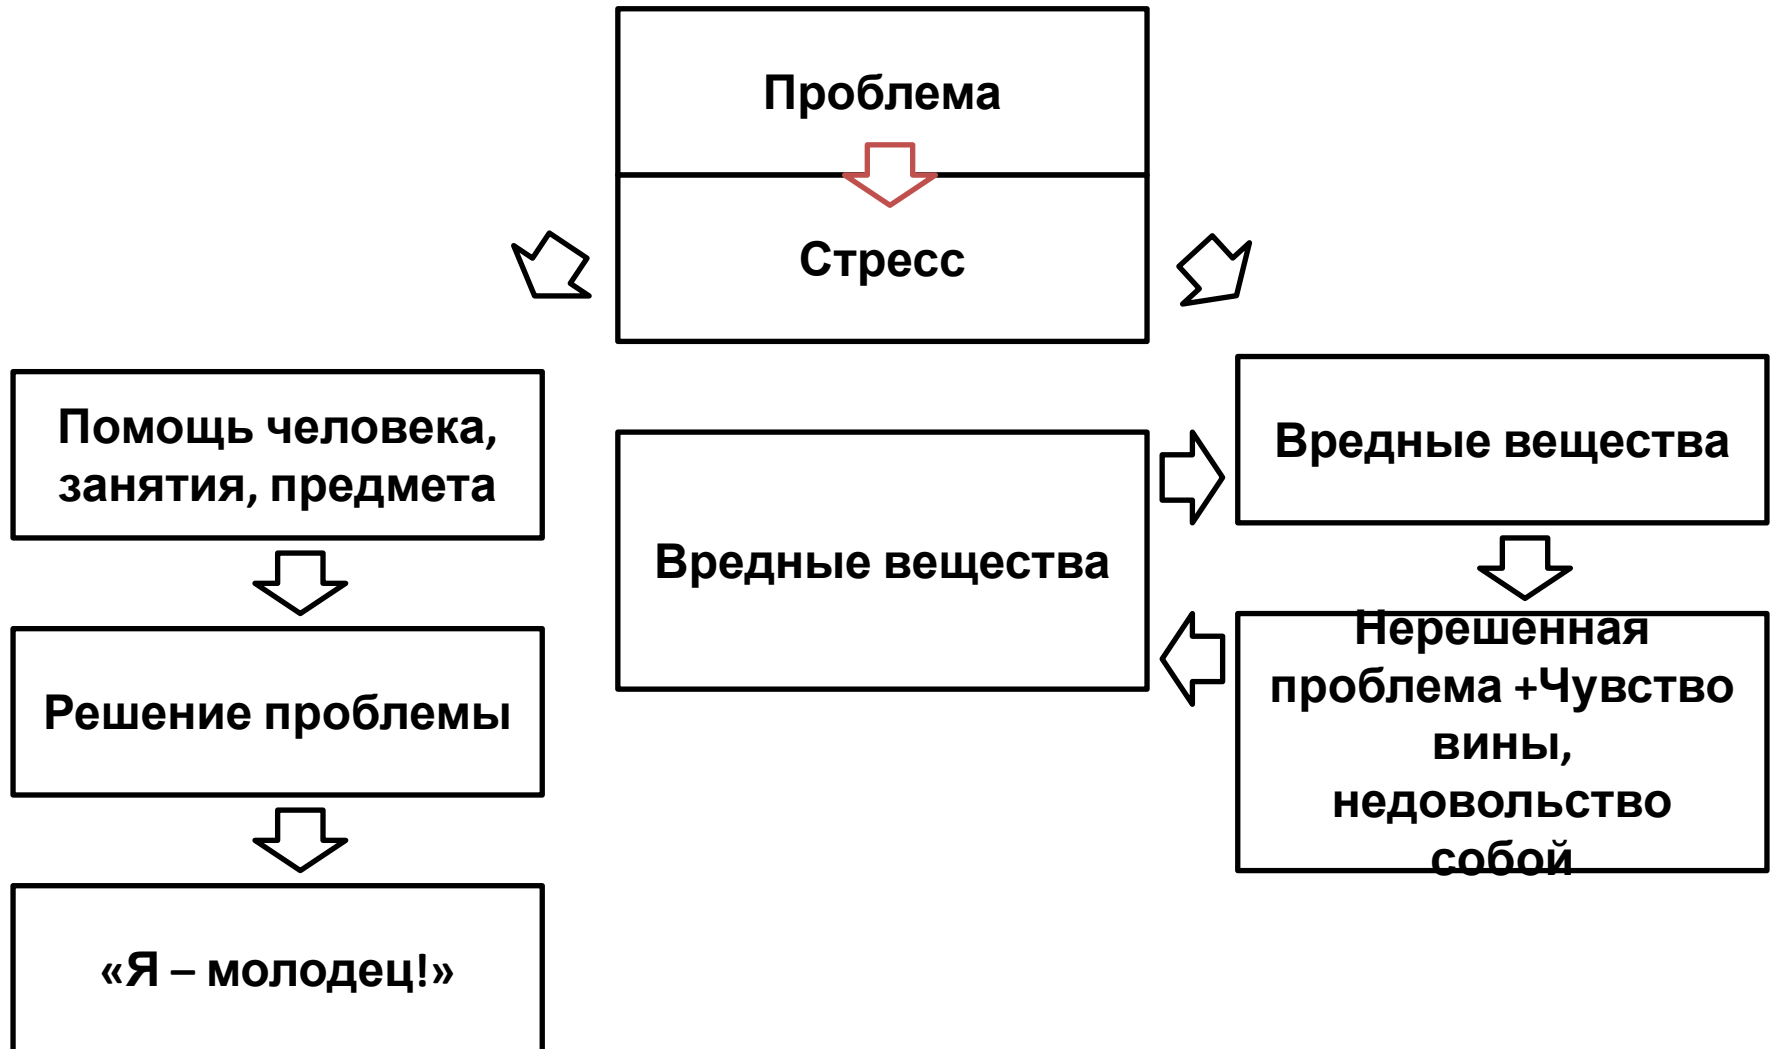 Проблема
Стресс
Помощь человека,
занятия, предмета
Решение проблемы
«Я – молодец!»
Вредные вещества
Вредные вещества
Нерешенная
проблема +Чувство
вины,
недовольство
собой